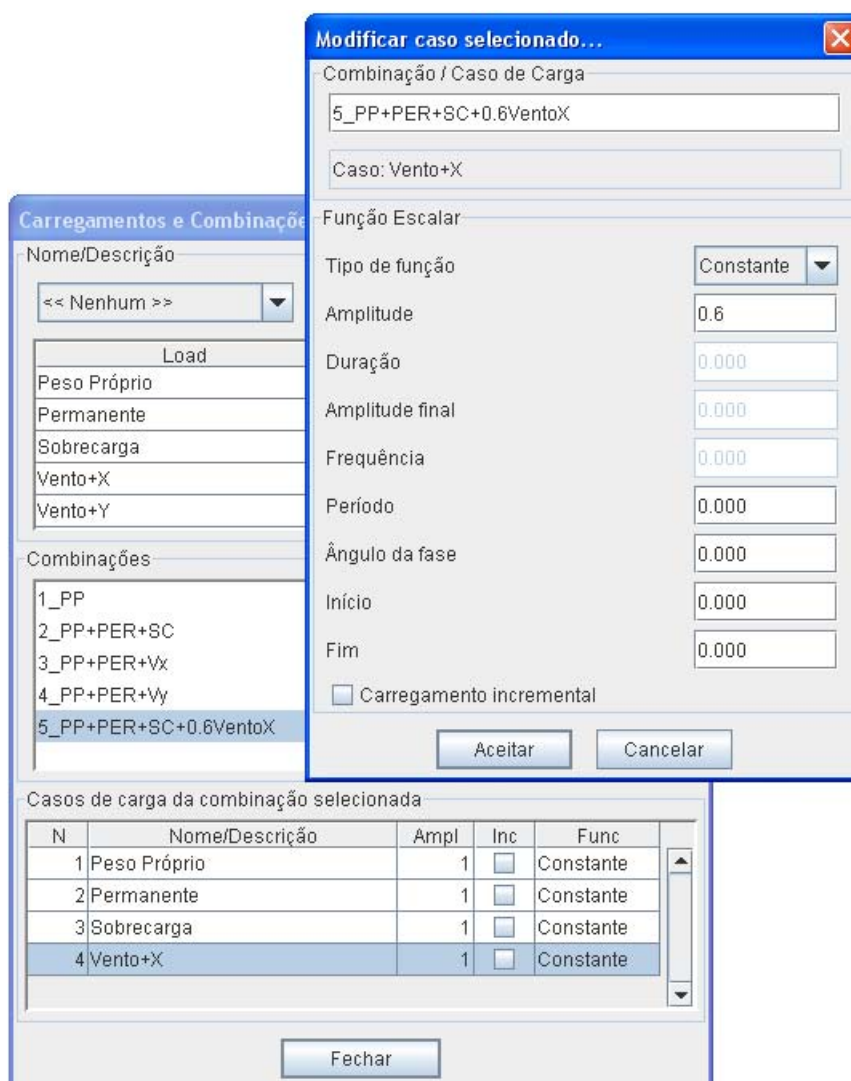 Modificar caso selecionado...
Combinação / Caso de Carga
5_PP+PER+SC+0.6VentoX
Caso: Vento+X
Função Escalar
Tipo de função Constante
Amplitude 0.6
Duração 0.000
Amplitude final 0.000
Frequência 0.000
Período 0.000
Ângulo da fase 0.000
Início 0.000
Fim 0.000
Carregamento incremental
Aceitar Cancelar
Carregamentos e Combinaçõe
Nome/Descrição
<< Nenhum >>
Load
Peso Próprio
Permanente
Sobrecarga
Vento+X
Vento+Y
Combinações
1_PP
2_PP+PER+SC
3_PP+PER+Vx
4_PP+PER+Vy
5_PP+PER+SC+0.6VentoX
Casos de carga da combinação selecionada
N Nome/Descrição Ampl Inc Func
1 Peso Próprio 1 Constante
2 Permanente 1 Constante
3 Sobrecarga 1 Constante
4 Vento+X 1 Constante
Fechar